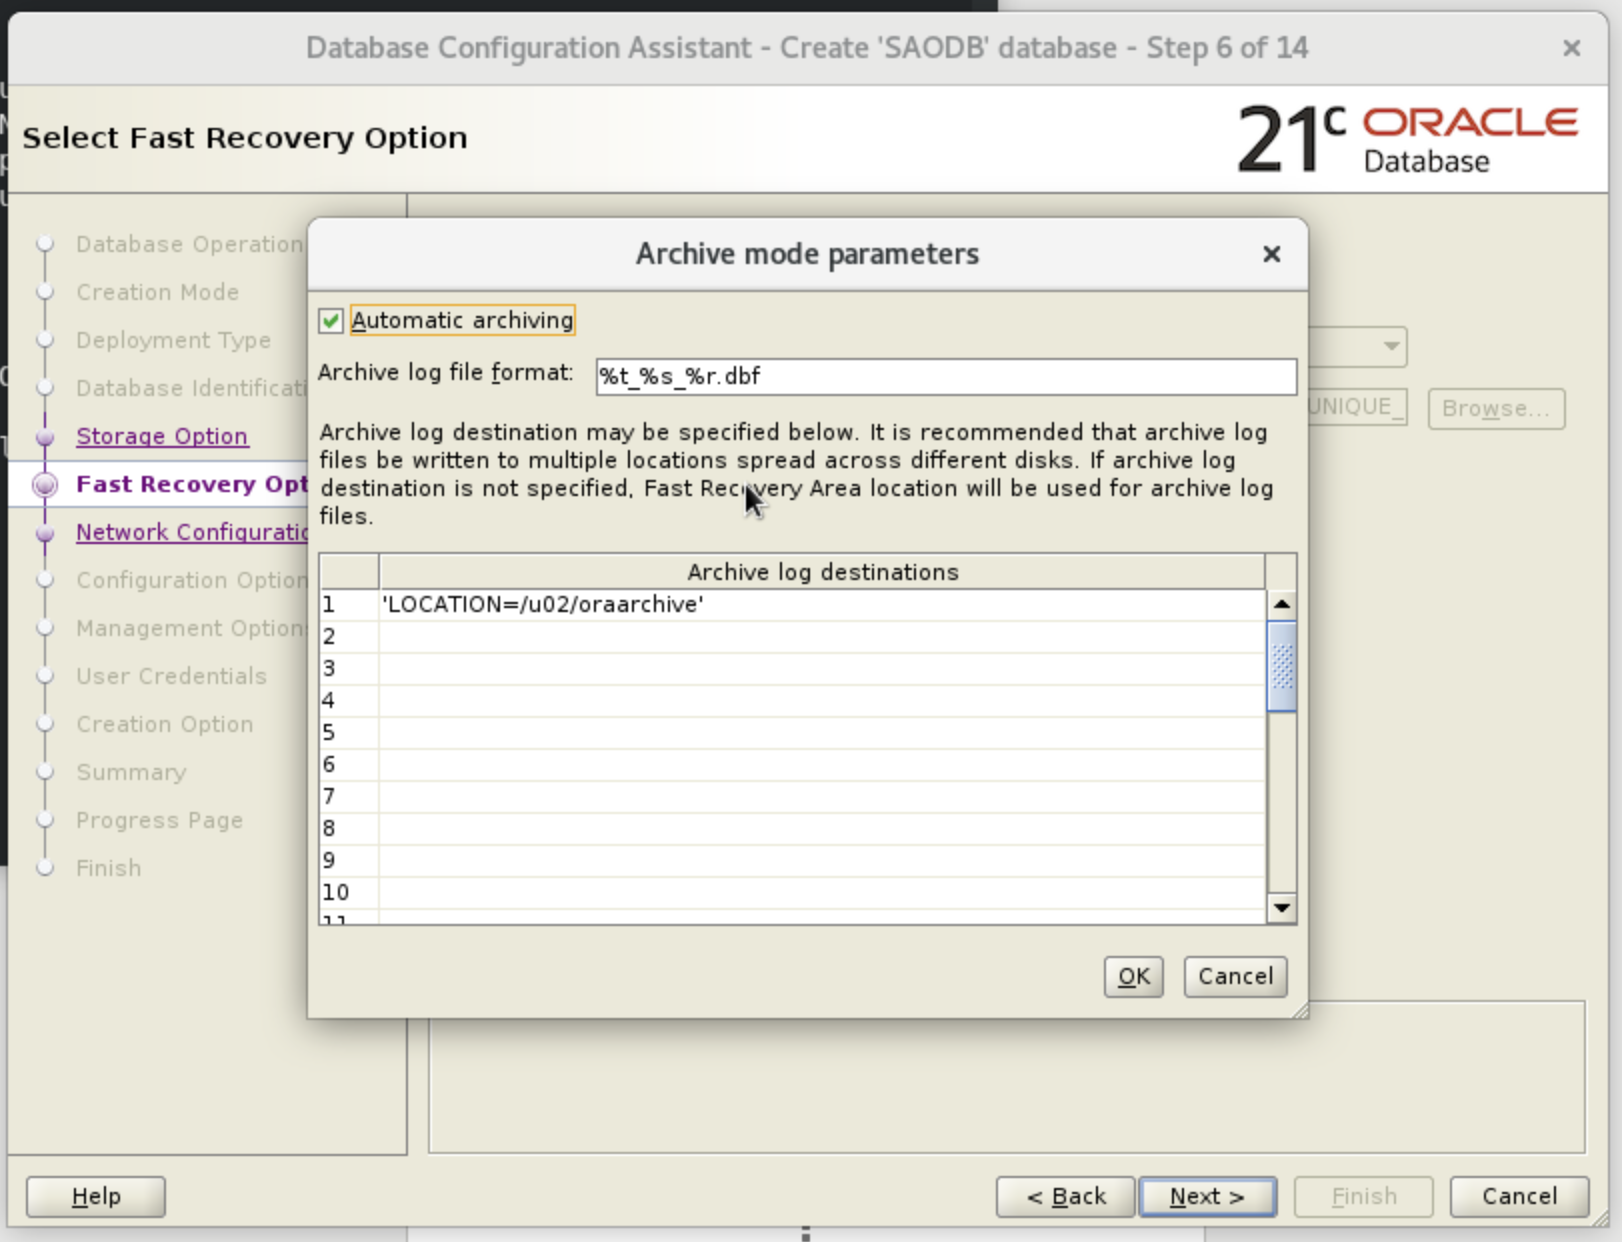 Database Configuration Assistant - Create 'SAODB' database - Step 6 of 14
Select Fast Recovery Option
21c ORACLE
Database
Database Operation
Creation Mode
Deployment Type
Database Identificati
Storage Option
Fast Recovery Opt
Network Configuratio
Configuration Option
Management Options
User Credentials
Creation Option
Summary
Progress Page
Finish
Archive mode parameters
Automatic archiving
Archive log file format: %t_%s_%r.dbf
Archive log destination may be specified below. It is recommended that archive log
files be written to multiple locations spread across different disks. If archive log
destination is not specified, Fast Recovery Area location will be used for archive log
files.
Archive log destinations
1 'LOCATION=/u02/oraarchive'
2
3
4
5
6
7
8
9
10
11
OK Cancel
UNIQUE_ Browse...
Help < Back Next > Finish Cancel